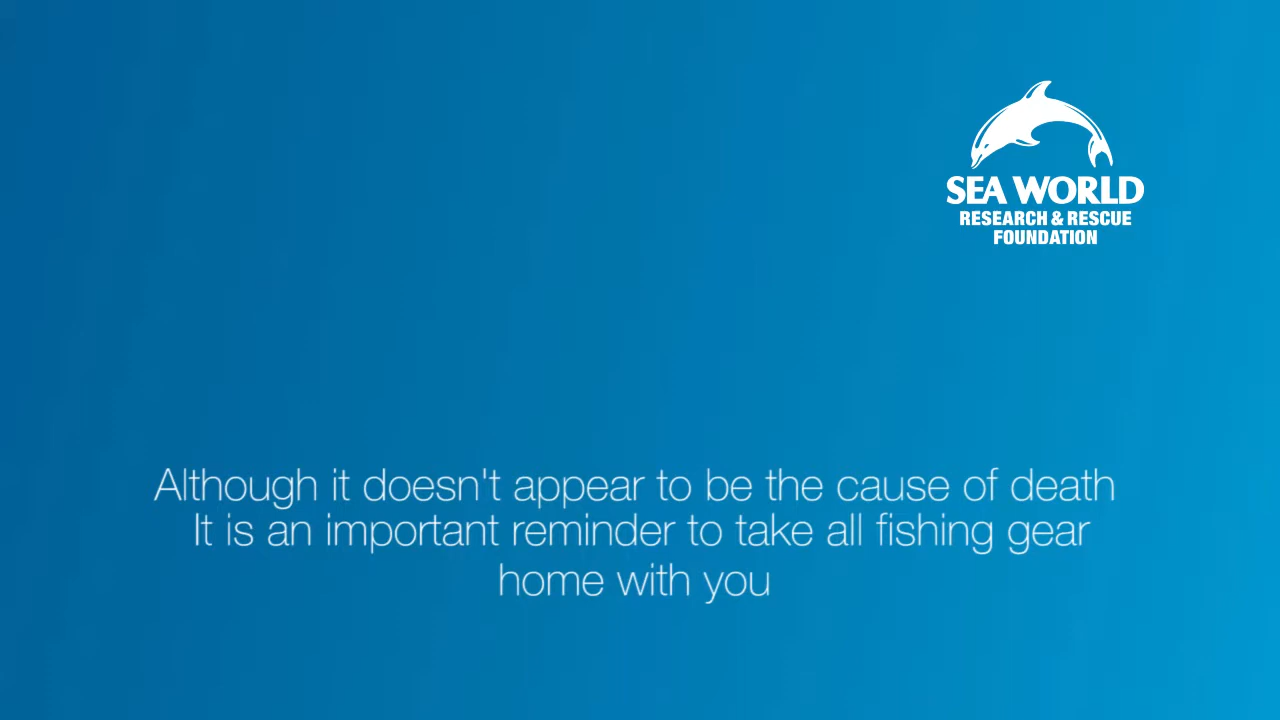 SEA WORLD
RESEARCH & RESCUE
FOUNDATION
Although it doesn't appear to be the cause of death
It is an important reminder to take all fishing gear
home with you